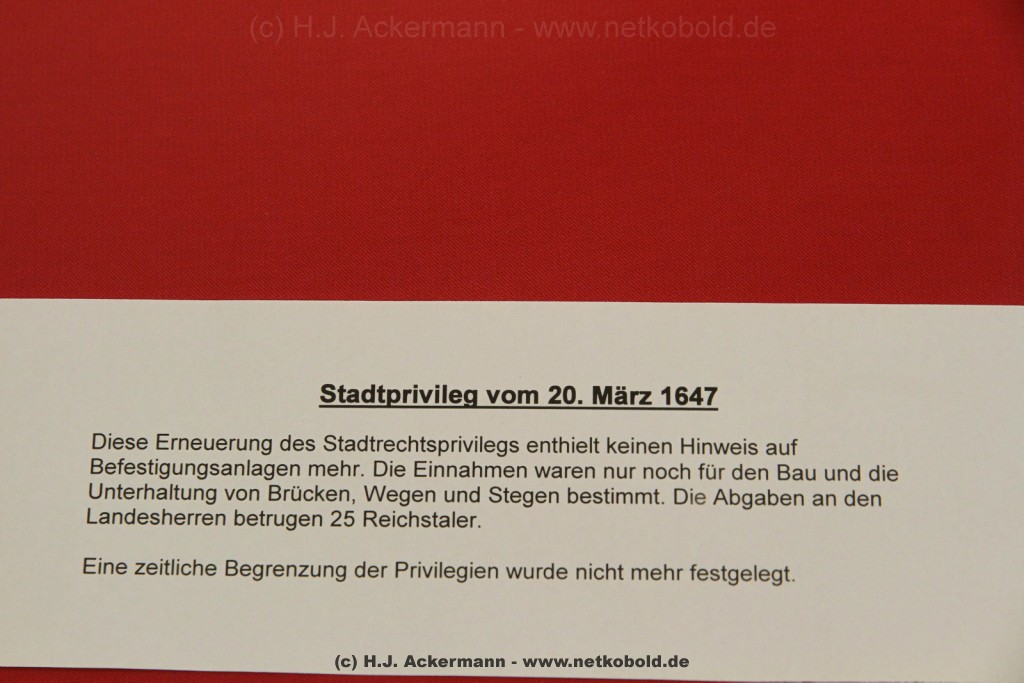 (c) H.J. Ackermann - www.netkobold.de
Stadtprivileg vom 20. März 1647
Diese Erneuerung des Stadtrechtsprivilegs enthielt keinen Hinweis auf
Befestigungsanlagen mehr. Die Einnahmen waren nur noch für den Bau und die
Unterhaltung von Brücken, Wegen und Stegen bestimmt. Die Abgaben an den
Landesherren betrugen 25 Reichstaler.
Eine zeitliche Begrenzung der Privilegien wurde nicht mehr festgelegt.
(c) H.J. Ackermann - www.netkobold.de